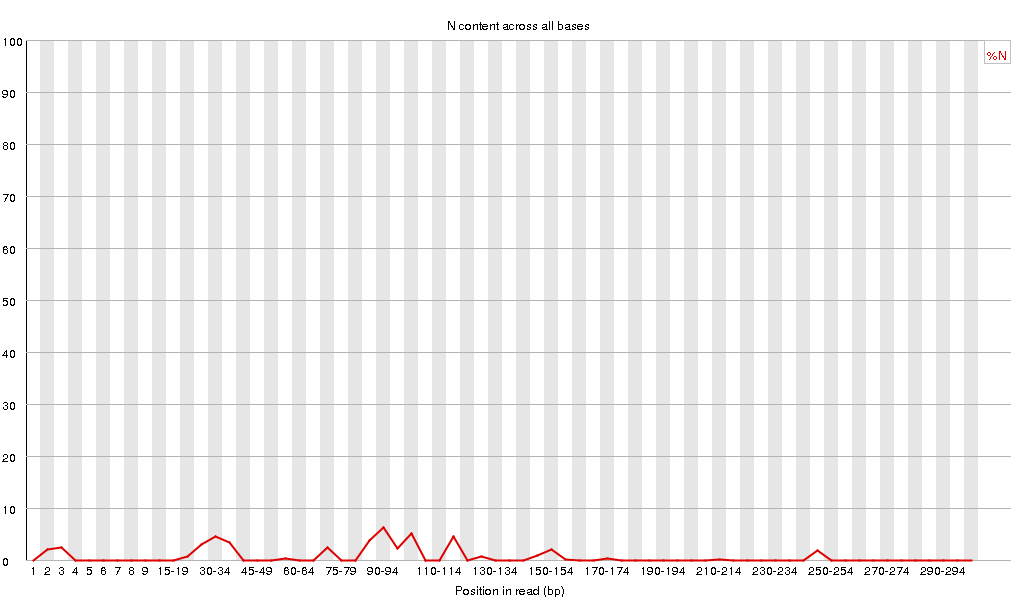 N content across all bases
%N
100
90
80
70
60
50
40
30
20
10
0
1 2 3 4 5 6 7 8 9 15-19 30-34 45-49 60-64 75-79 90-94 110-114 130-134 150-154 170-174 190-194 210-214 230-234 250-254 270-274 290-294
Position in read (bp)